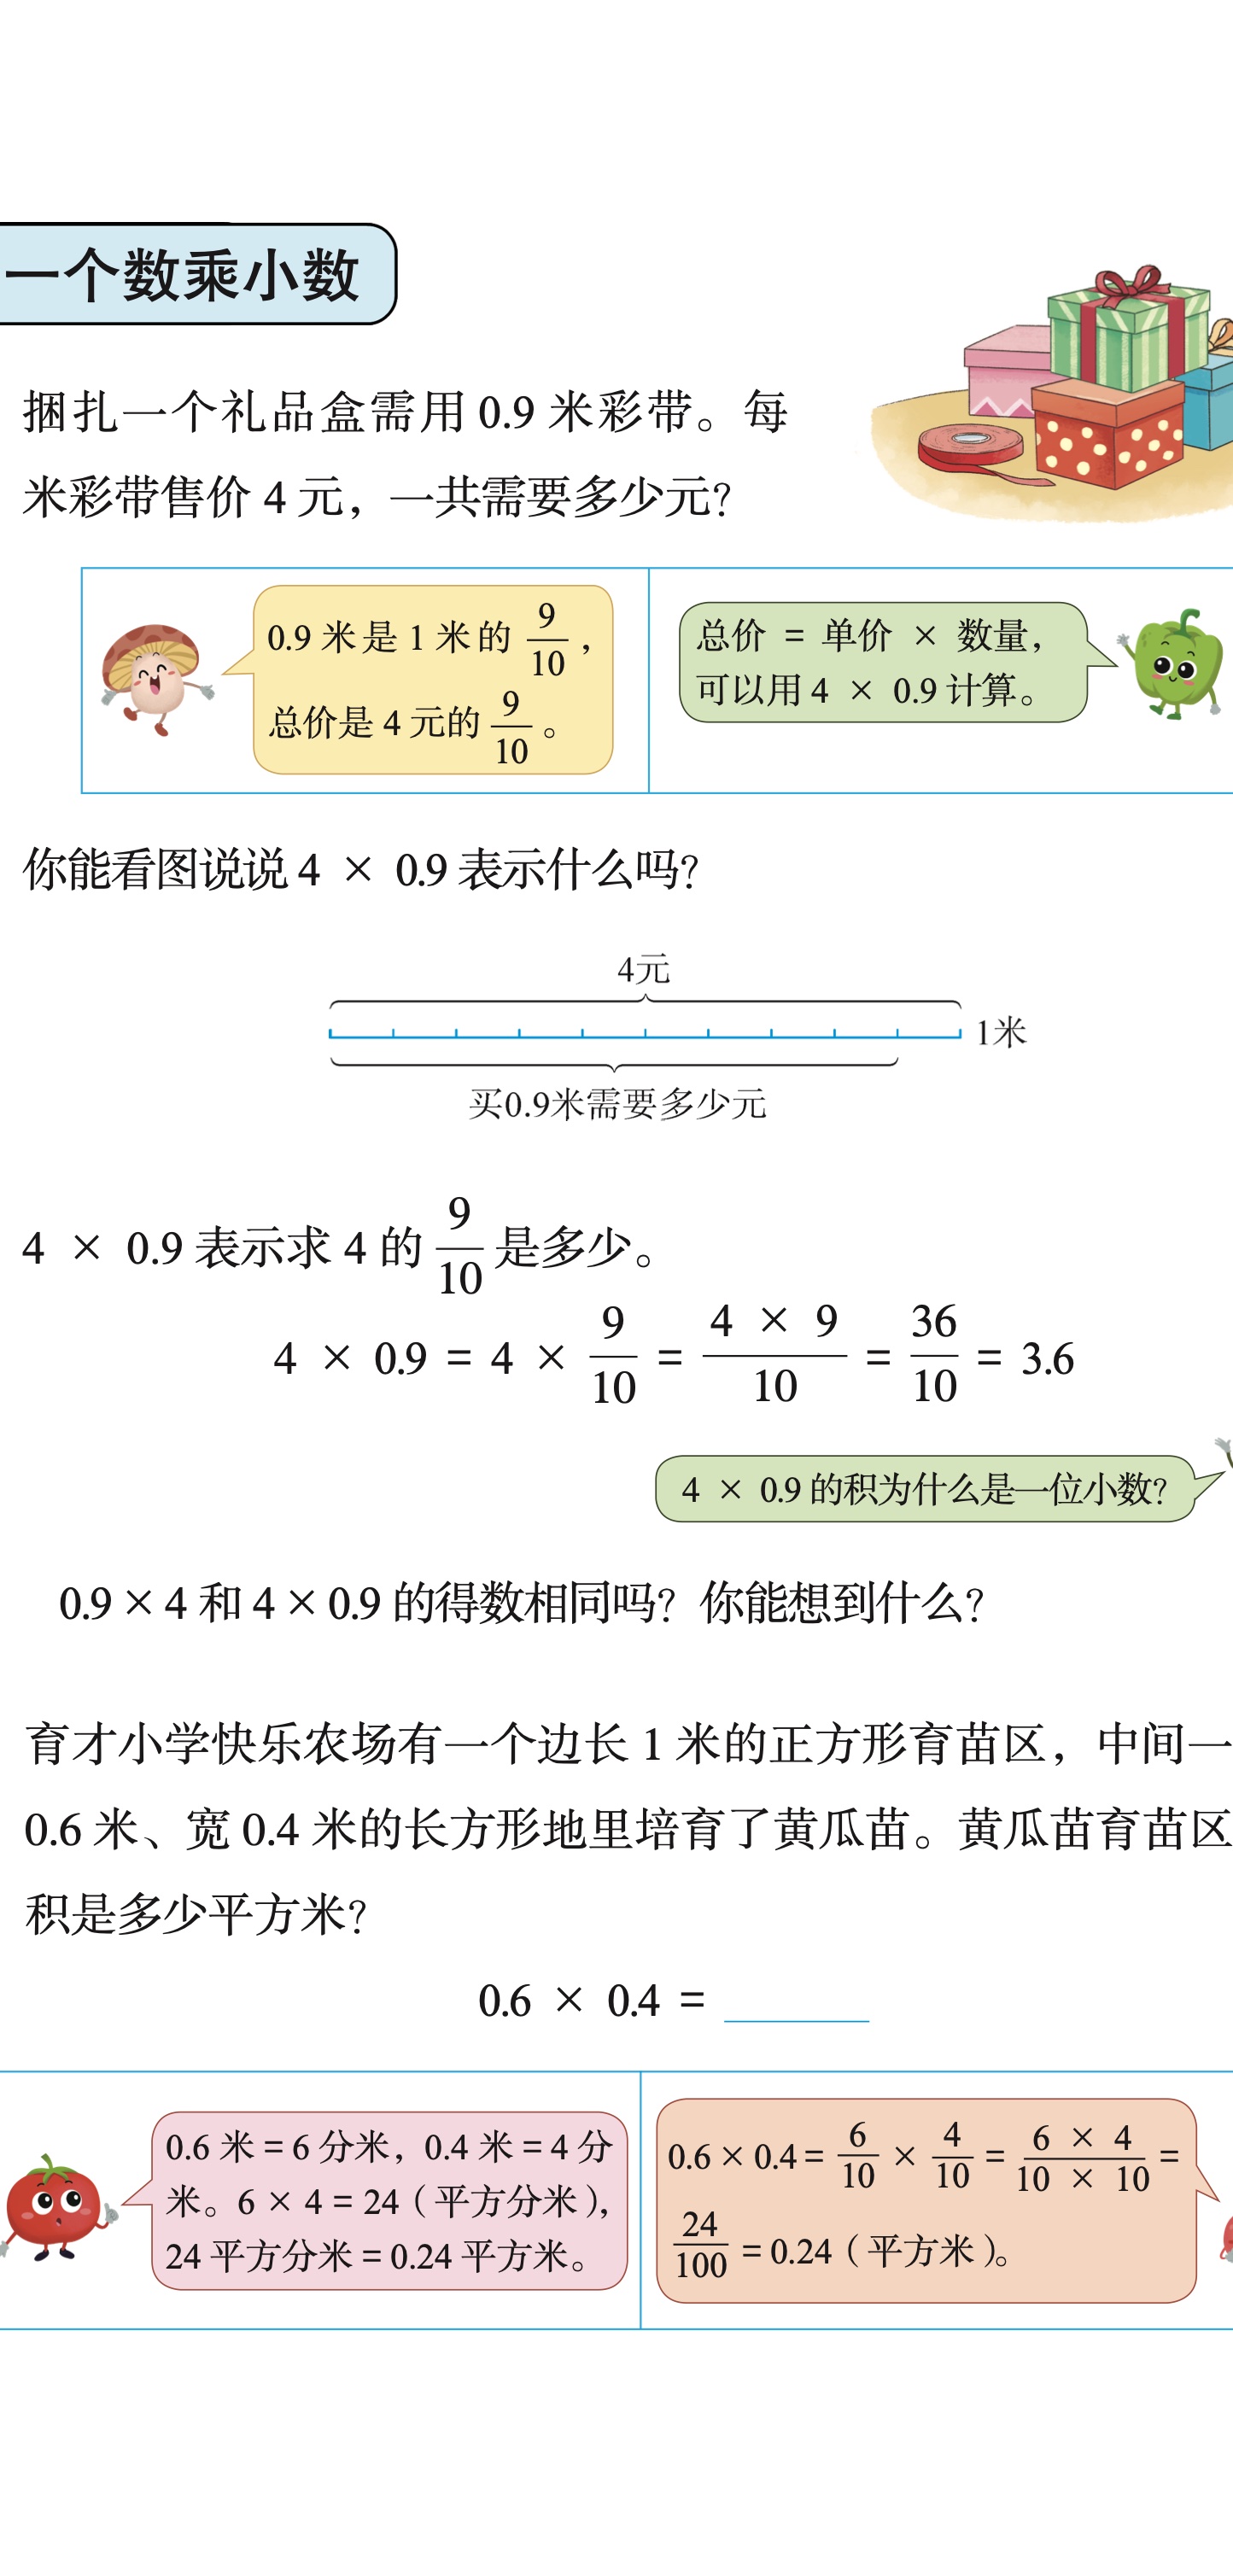 一个数乘小数
捆扎一个礼品盒需用 0.9 米彩带。每
米彩带售价 4 元，一共需要多少元？
0.9 米是 1 米的 9/10，
总价是 4 元的 9/10。
总价 = 单价 × 数量，
可以用 4 × 0.9 计算。
你能看图说说 4 × 0.9 表示什么吗？
4元
1米
买0.9米需要多少元
4 × 0.9 表示求 4 的 9/10 是多少。
4 × 0.9 = 4 × 9/10 = (4 × 9)/10 = 36/10 = 3.6
4 × 0.9 的积为什么是一位小数？
0.9 × 4 和 4 × 0.9 的得数相同吗？你能想到什么？
育才小学快乐农场有一个边长 1 米的正方形育苗区，中间一
0.6 米、宽 0.4 米的长方形地里培育了黄瓜苗。黄瓜苗育苗区
积是多少平方米？
0.6 × 0.4 = ______
0.6 米 = 6 分米，0.4 米 = 4 分
米。6 × 4 = 24（平方分米），
24 平方分米 = 0.24 平方米。
0.6 × 0.4 = 6/10 × 4/10 = (6 × 4)/(10 × 10) =
24/100 = 0.24（平方米）。